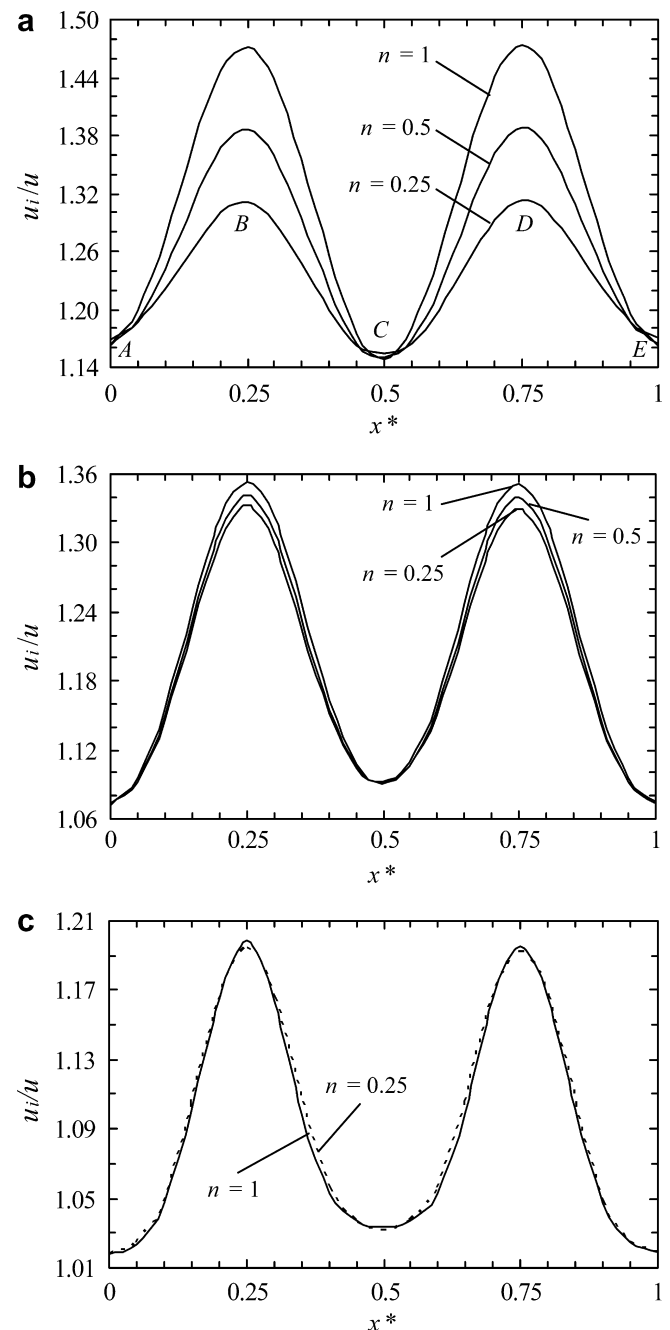 a
1.50
1.44
1.38
1.32
1.26
1.20
1.14
u_i/u
n = 1
n = 0.5
n = 0.25
A
B
C
D
E
0 0.25 0.5 0.75 1
x*
b
1.36
1.30
1.24
1.18
1.12
1.06
u_i/u
n = 1
n = 0.5
n = 0.25
0 0.25 0.5 0.75 1
x*
c
1.21
1.17
1.13
1.09
1.05
1.01
u_i/u
n = 0.25
n = 1
0 0.25 0.5 0.75 1
x*